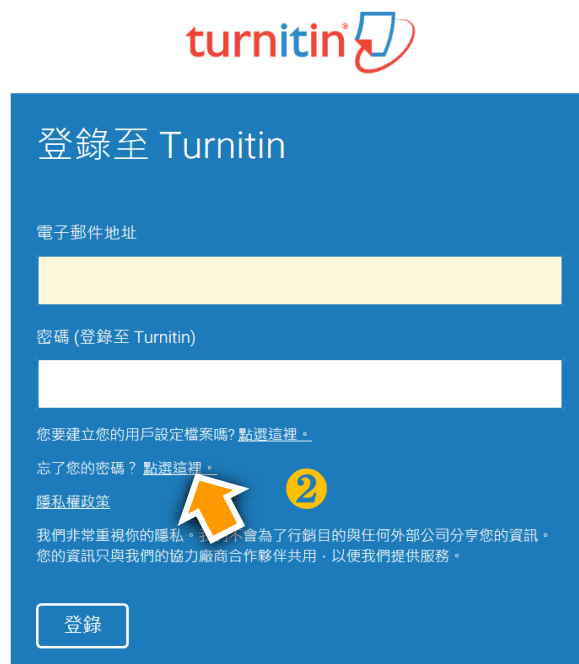 turnitin
登錄至 Turnitin
電子郵件地址
密碼 (登錄至 Turnitin)
您要建立您的用戶設定檔案嗎? 點選這裡。
忘了您的密碼? 點選這裡。
2
隱私權政策
我們非常重視你的隱私。不會為了行銷目的與任何外部公司分享您的資訊。
您的資訊只與我們的協力廠商合作夥伴共用,以便我們提供服務。
登錄